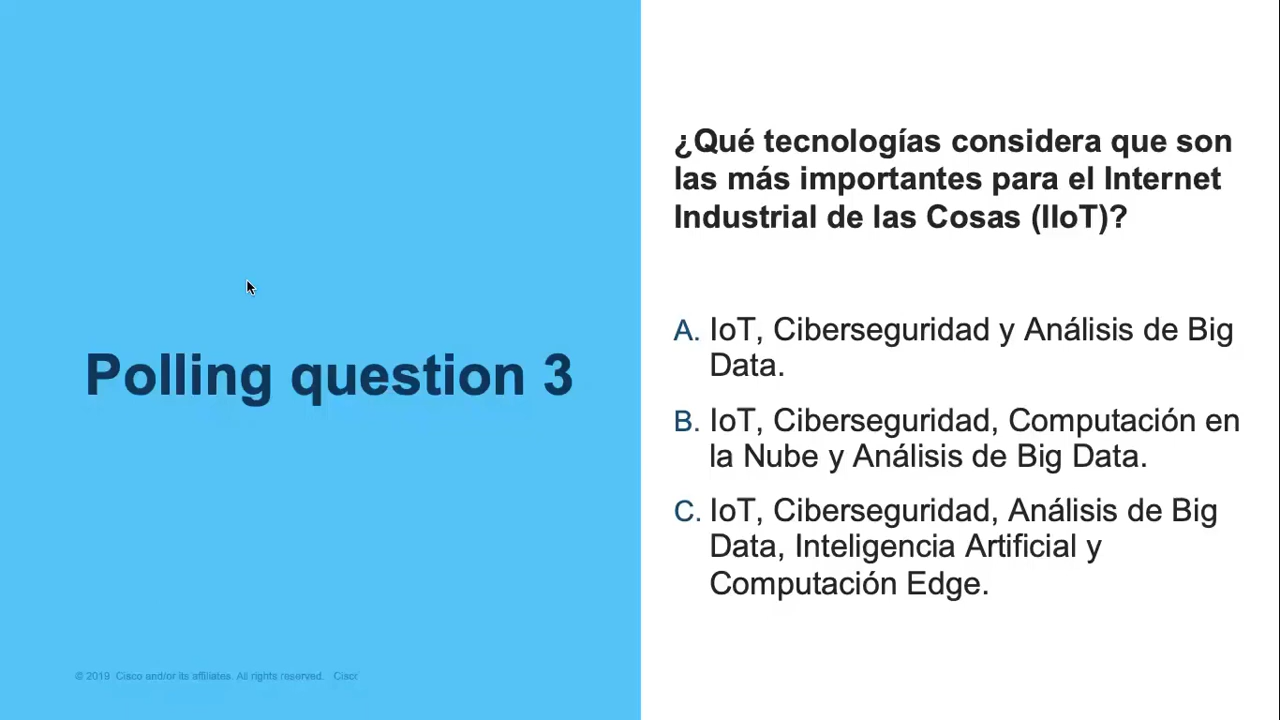 ¿Qué tecnologías considera que son
las más importantes para el Internet
Industrial de las Cosas (IIoT)?
Polling question 3
A. IoT, Ciberseguridad y Análisis de Big
Data.
B. IoT, Ciberseguridad, Computación en
la Nube y Análisis de Big Data.
C. IoT, Ciberseguridad, Análisis de Big
Data, Inteligencia Artificial y
Computación Edge.
© 2019 Cisco and/or its affiliates. All rights reserved.